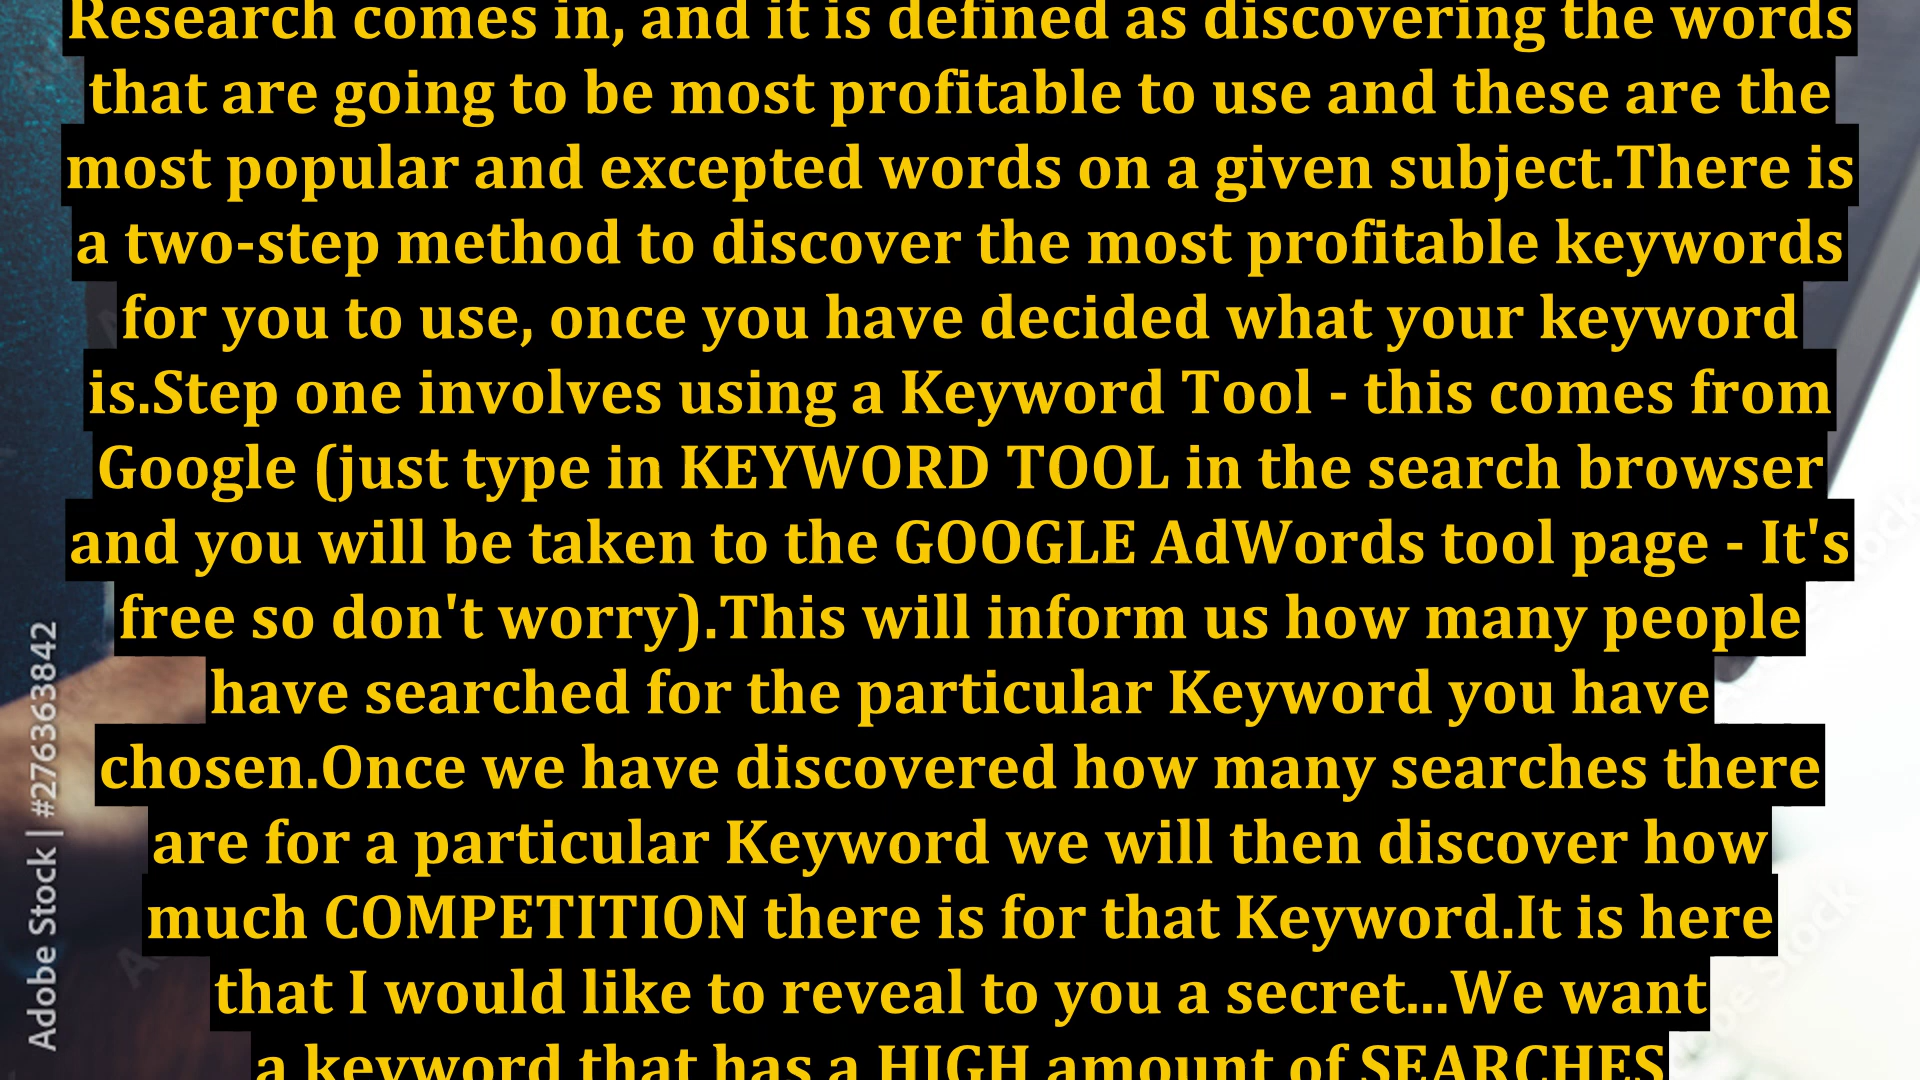 Research comes in, and it is defined as discovering the words
that are going to be most profitable to use and these are the
most popular and excepted words on a given subject.There is
a two-step method to discover the most profitable keywords
for you to use, once you have decided what your keyword
is.Step one involves using a Keyword Tool - this comes from
Google (just type in KEYWORD TOOL in the search browser
and you will be taken to the GOOGLE AdWords tool page - It's
free so don't worry).This will inform us how many people
have searched for the particular Keyword you have
chosen.Once we have discovered how many searches there
are for a particular Keyword we will then discover how
much COMPETITION there is for that Keyword.It is here
that I would like to reveal to you a secret...We want
a keyword that has a HIGH amount of SEARCHES
Adobe Stock | #276363842